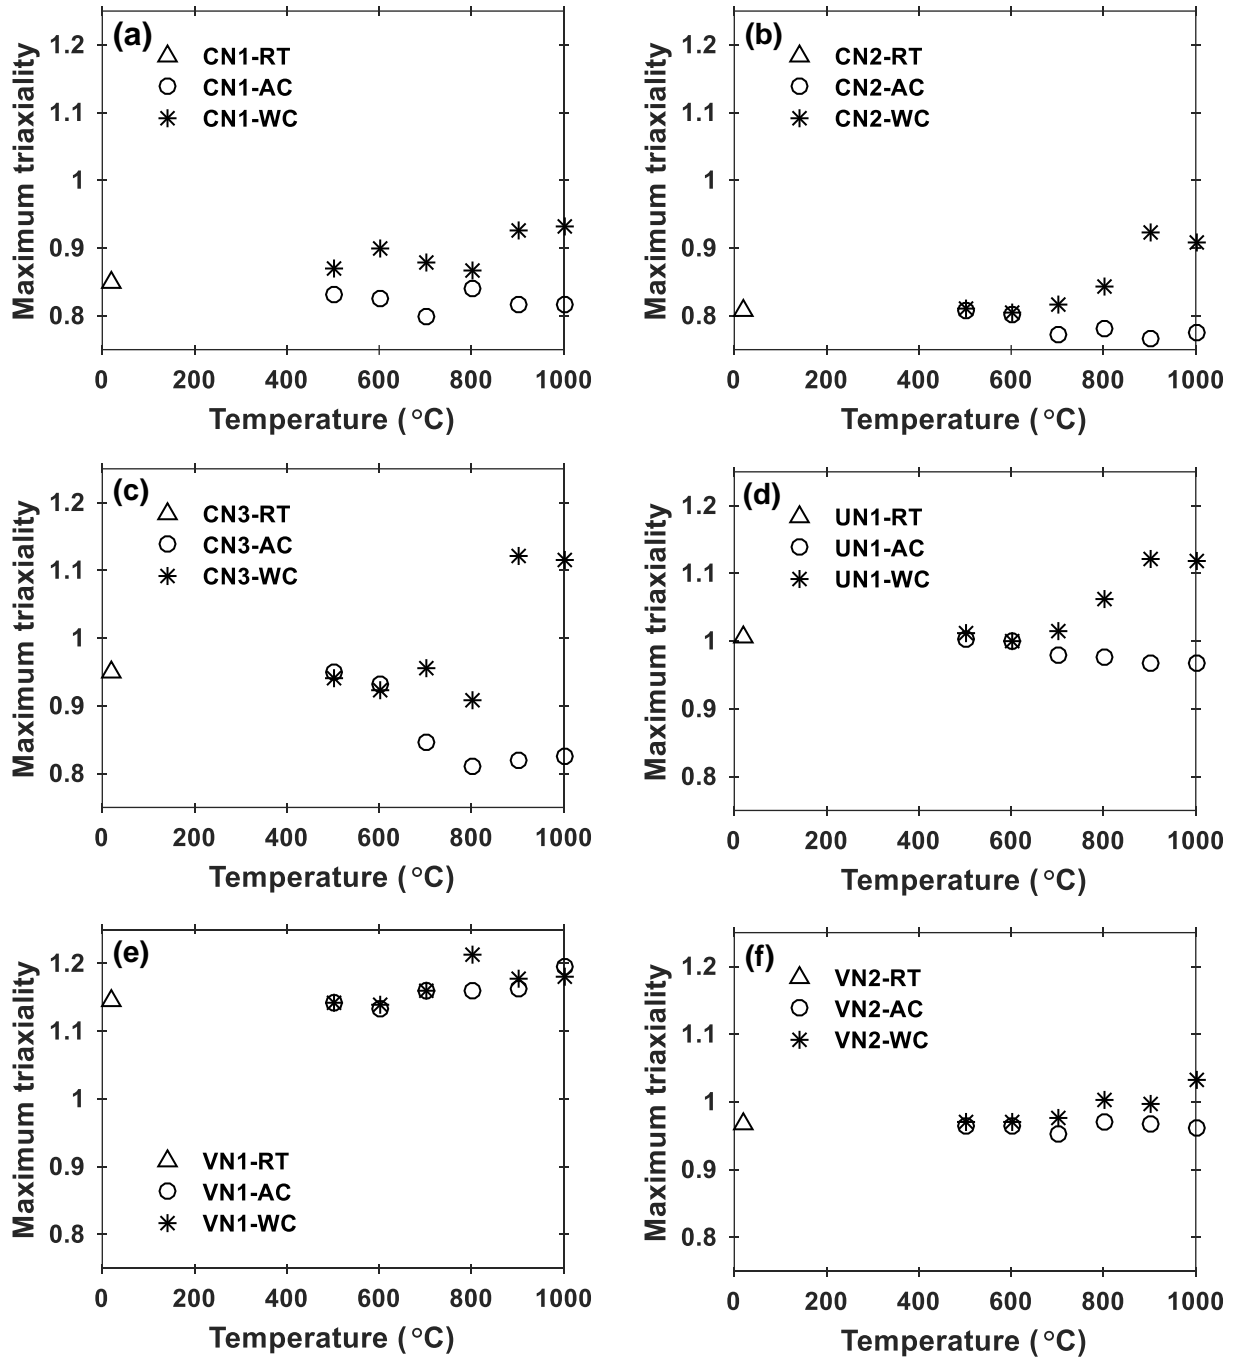 (a)
CN1-RT
CN1-AC
CN1-WC
1.2
1.1
1
0.9
0.8
Maximum triaxiality
0 200 400 600 800 1000
Temperature (°C)
(b)
CN2-RT
CN2-AC
CN2-WC
1.2
1.1
1
0.9
0.8
Maximum triaxiality
0 200 400 600 800 1000
Temperature (°C)
(c)
CN3-RT
CN3-AC
CN3-WC
1.2
1.1
1
0.9
0.8
Maximum triaxiality
0 200 400 600 800 1000
Temperature (°C)
(d)
UN1-RT
UN1-AC
UN1-WC
1.2
1.1
1
0.9
0.8
Maximum triaxiality
0 200 400 600 800 1000
Temperature (°C)
(e)
1.2
1.1
1
0.9
0.8
Maximum triaxiality
VN1-RT
VN1-AC
VN1-WC
0 200 400 600 800 1000
Temperature (°C)
(f)
VN2-RT
VN2-AC
VN2-WC
1.2
1.1
1
0.9
0.8
Maximum triaxiality
0 200 400 600 800 1000
Temperature (°C)